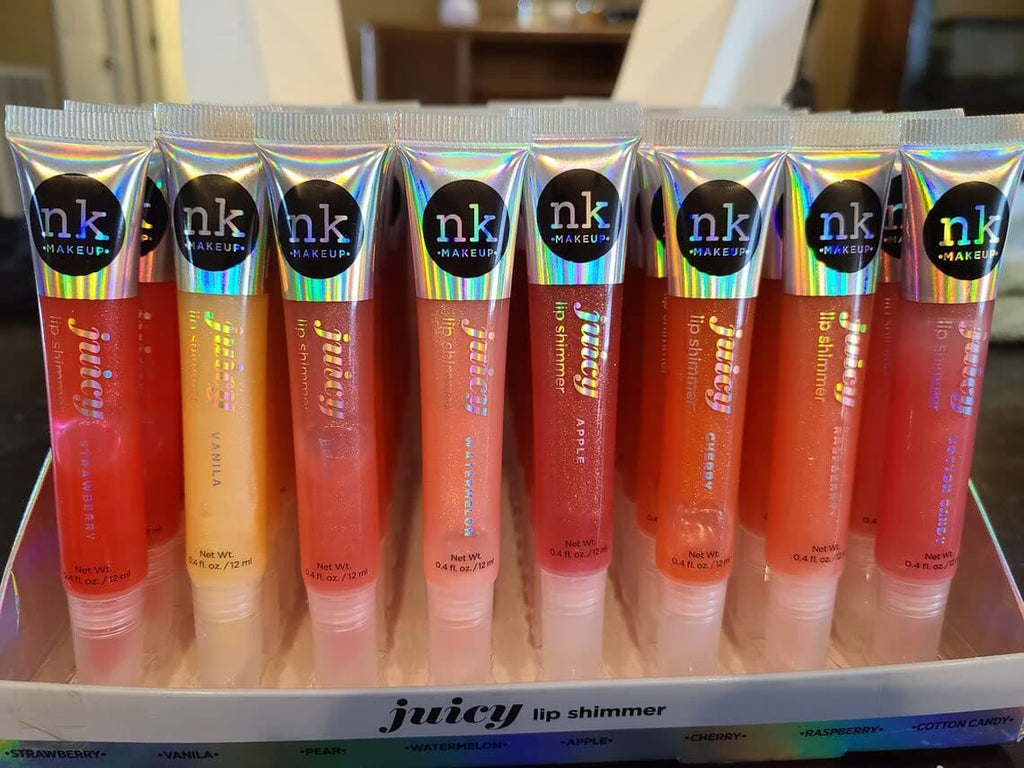 nk
•MAKEUP•
juicy
lip shimmer
STRAWBERRY
Net Wt.
0.4 fl. oz. / 12 ml
nk
•MAKEUP•
juicy
lip shimmer
VANILA
Net Wt.
0.4 fl. oz. / 12 ml
nk
•MAKEUP•
juicy
lip shimmer
Net Wt.
0.4 fl. oz. / 12 ml
nk
•MAKEUP•
juicy
lip shimmer
WATERMELON
Net Wt.
0.4 fl. oz. / 12 ml
nk
•MAKEUP•
juicy
lip shimmer
APPLE
Net Wt.
0.4 fl. oz. / 12 ml
nk
•MAKEUP•
juicy
lip shimmer
CHERRY
Net Wt.
0.4 fl. oz. / 12 ml
nk
•MAKEUP•
juicy
lip shimmer
RASPBERRY
Net Wt.
0.4 fl. oz. / 12 ml
nk
•MAKEUP•
juicy
lip shimmer
COTTON CANDY
Net Wt.
0.4 fl. oz. / 12 ml
juicy lip shimmer
•STRAWBERRY• •VANILA• •PEAR• •WATERMELON• •APPLE• •CHERRY• •RASPBERRY• •COTTON CANDY•